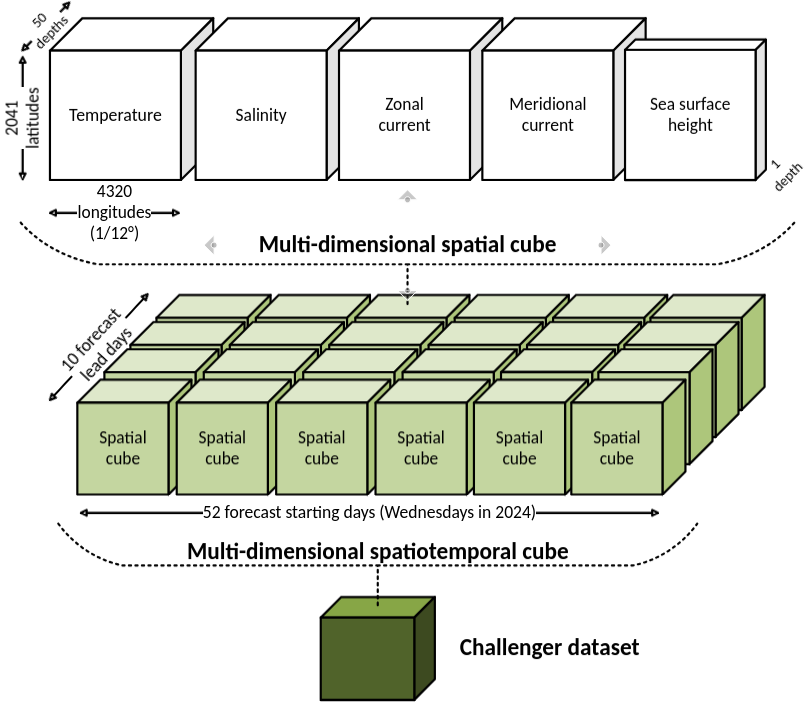 50
depths
2041
latitudes
Temperature
Salinity
Zonal
current
Meridional
current
Sea surface
height
1
depth
4320
longitudes
(1/12°)
Multi-dimensional spatial cube
10 forecast
lead days
Spatial
cube
Spatial
cube
Spatial
cube
Spatial
cube
Spatial
cube
Spatial
cube
52 forecast starting days (Wednesdays in 2024)
Multi-dimensional spatiotemporal cube
Challenger dataset